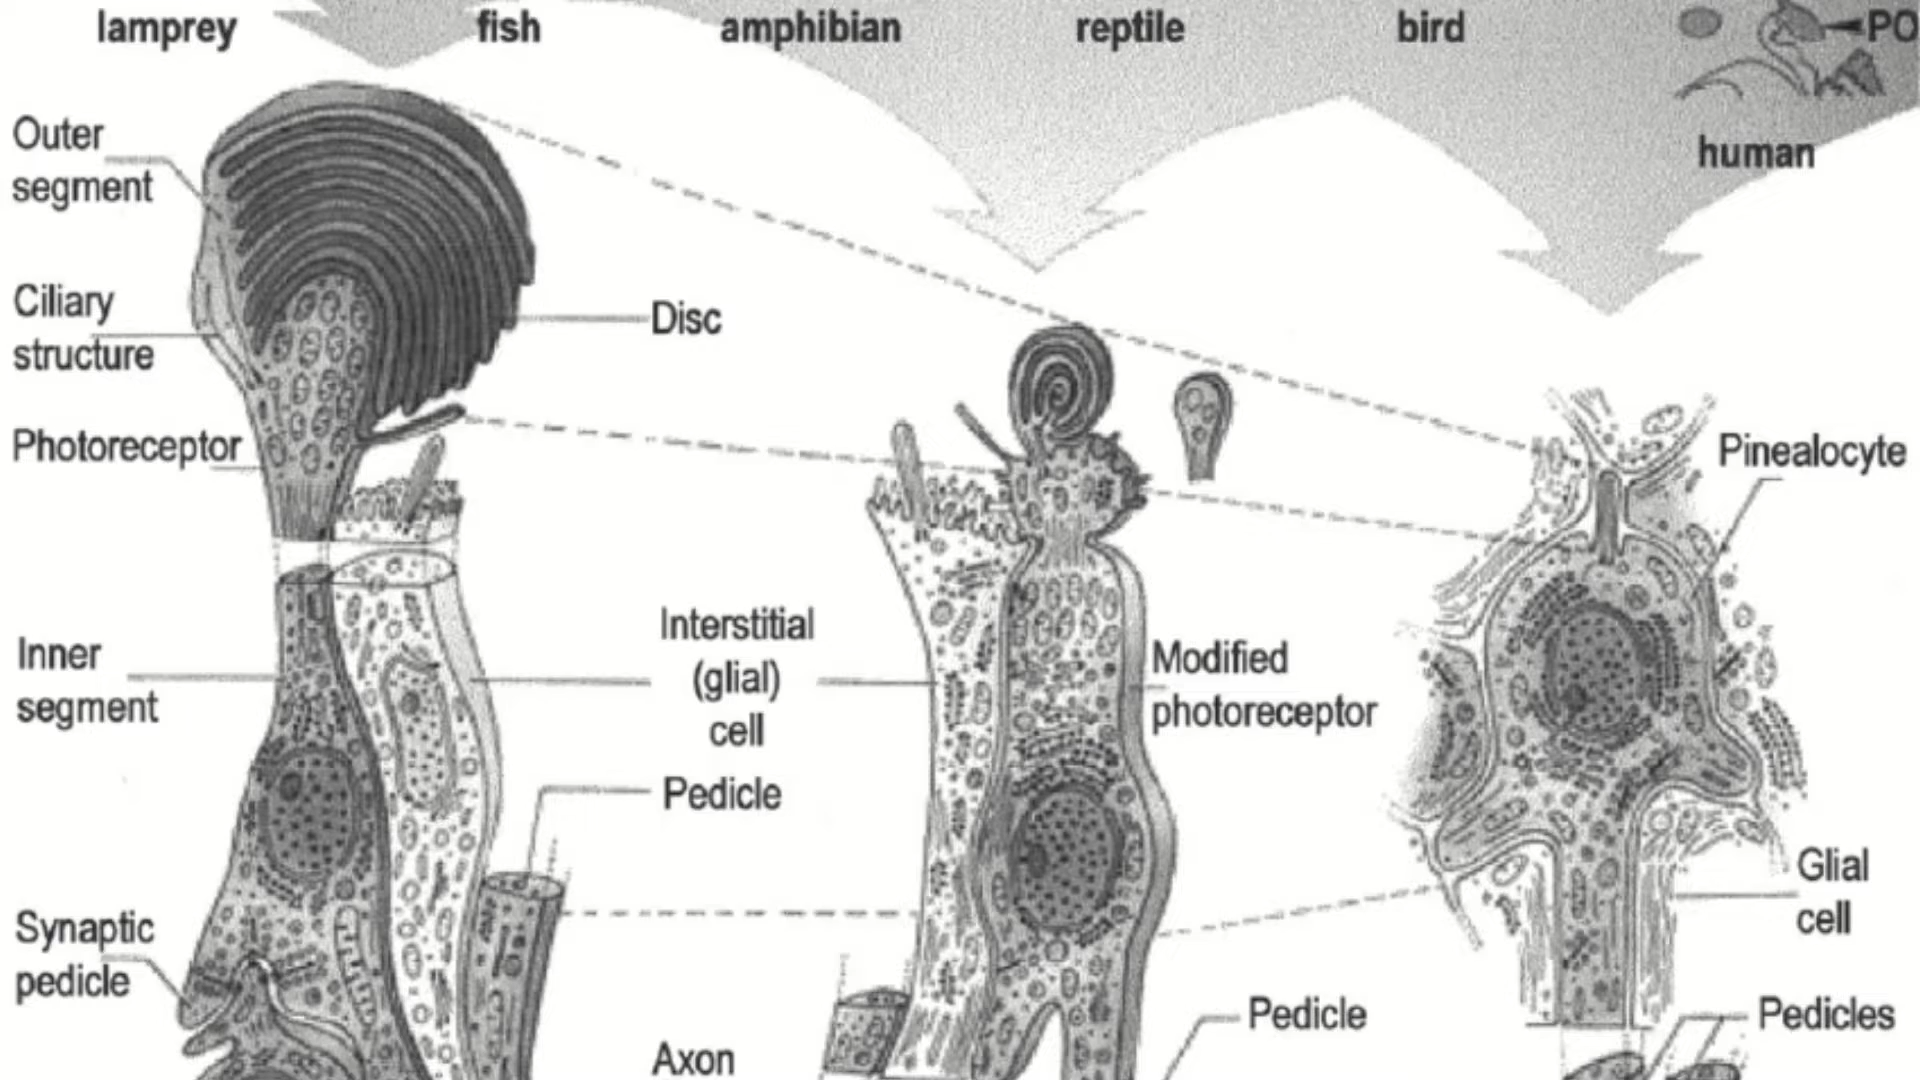 lamprey fish amphibian reptile bird PO
human
Outer
segment
Ciliary
structure
Disc
Photoreceptor
Pinealocyte
Interstitial
(glial)
cell
Inner
segment
Modified
photoreceptor
Pedicle
Glial
cell
Synaptic
pedicle
Pedicle
Pedicles
Axon